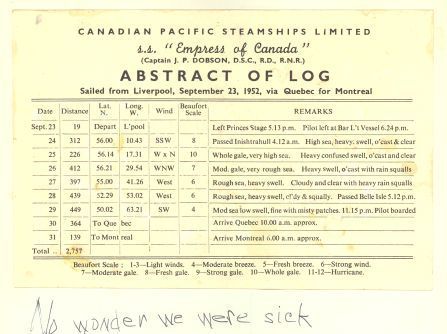 CANADIAN PACIFIC STEAMSHIPS LIMITED
s.s. "Empress of Canada"
(Captain J. P. DOBSON, D.S.C., R.D., R.N.R.)
ABSTRACT OF LOG
Sailed from Liverpool, September 23, 1952, via Quebec for Montreal
Date Distance Lat. N. Long. W. Wind Beaufort Scale REMARKS
Sept. 23 19 Depart L'pool Left Princes Stage 5.13 p.m. Pilot left at Bar L't Vessel 6.24 p.m.
24 312 56.00 10.43 SSW 8 Passed Inishtrahull 4.12 a.m. High sea, heavy swell, o'cast & clear
25 226 56.14 17.31 W x N 10 Whole gale, very high sea. Heavy confused swell, o'cast and clear
26 412 56.21 29.54 WNW 7 Mod. gale, very rough sea. Heavy swell, o'cast with rain squalls
27 397 55.00 41.26 West 6 Rough sea, heavy swell. Cloudy and clear with heavy rain squalls
28 439 52.29 53.02 West 6 Rough sea, heavy swell, cl'dy & squally. Passed Belle Isle 5.12 p.m.
29 449 50.02 63.21 SW 4 Mod sea low swell, fine with misty patches. 11.15 p.m. Pilot boarded
30 364 To Que bec Arrive Quebec 10.00 a.m. approx.
31 139 To Mont real Arrive Montreal 6.00 a.m. approx.
Total ... 2,757
Beaufort Scale: 1-3—Light winds. 4—Moderate breeze. 5—Fresh breeze. 6—Strong wind.
7—Moderate gale. 8—Fresh gale. 9—Strong gale. 10—Whole gale. 11-12—Hurricane.
No wonder we were sick